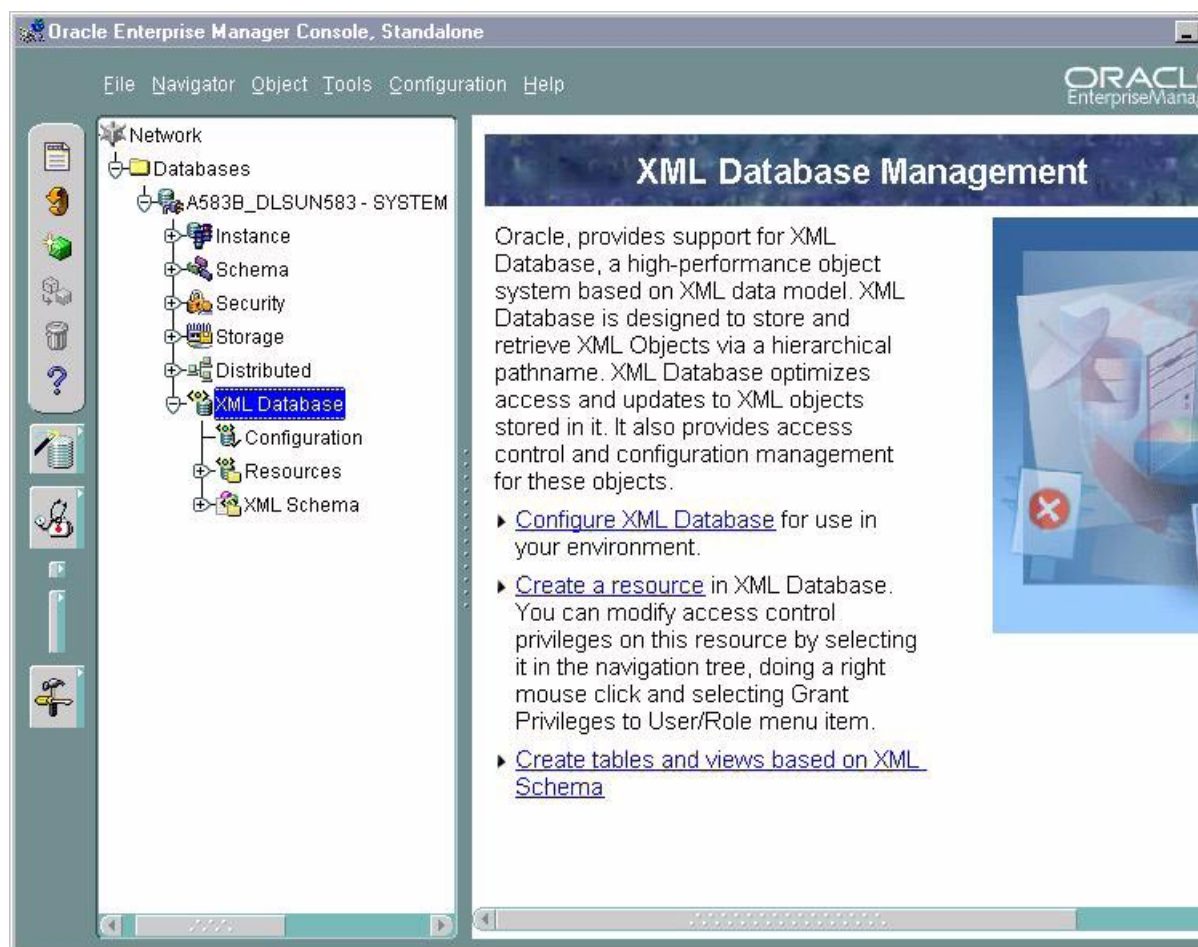 Oracle Enterprise Manager Console, Standalone
File Navigator Object Tools Configuration Help
ORACL
EnterpriseMana
Network
Databases
A583B_DLSUN583 - SYSTEM
Instance
Schema
Security
Storage
Distributed
XML Database
Configuration
Resources
XML Schema
XML Database Management
Oracle, provides support for XML
Database, a high-performance object
system based on XML data model. XML
Database is designed to store and
retrieve XML Objects via a hierarchical
pathname. XML Database optimizes
access and updates to XML objects
stored in it. It also provides access
control and configuration management
for these objects.
Configure XML Database for use in
your environment.
Create a resource in XML Database.
You can modify access control
privileges on this resource by selecting
it in the navigation tree, doing a right
mouse click and selecting Grant
Privileges to User/Role menu item.
Create tables and views based on XML
Schema